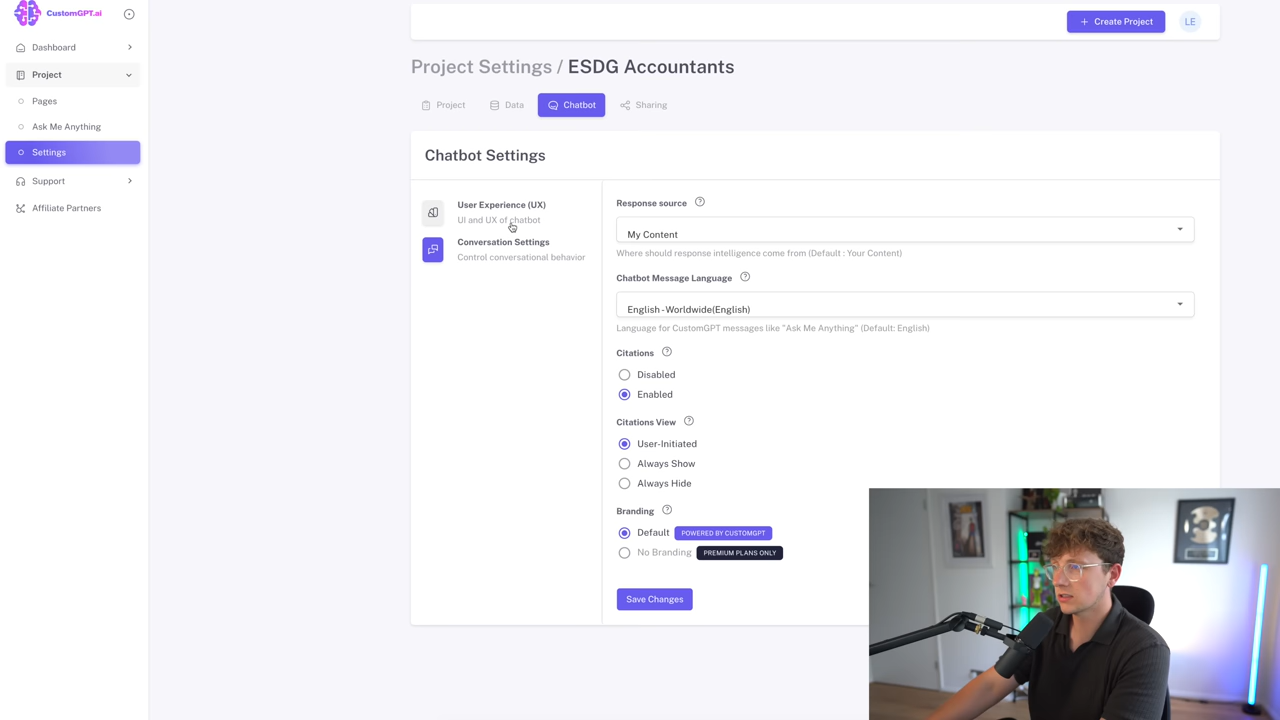 CustomGPT.ai
Create Project
LE
Dashboard
Project
Pages
Ask Me Anything
Settings
Support
Affiliate Partners
Project Settings / ESDG Accountants
Project
Data
Chatbot
Sharing
Chatbot Settings
User Experience (UX)
UI and UX of chatbot
Conversation Settings
Control conversational behavior
Response source
My Content
Where should response intelligence come from (Default : Your Content)
Chatbot Message Language
English - Worldwide(English)
Language for CustomGPT messages like "Ask Me Anything" (Default: English)
Citations
Disabled
Enabled
Citations View
User-Initiated
Always Show
Always Hide
Branding
Default POWERED BY CUSTOMGPT
No Branding PREMIUM PLANS ONLY
Save Changes